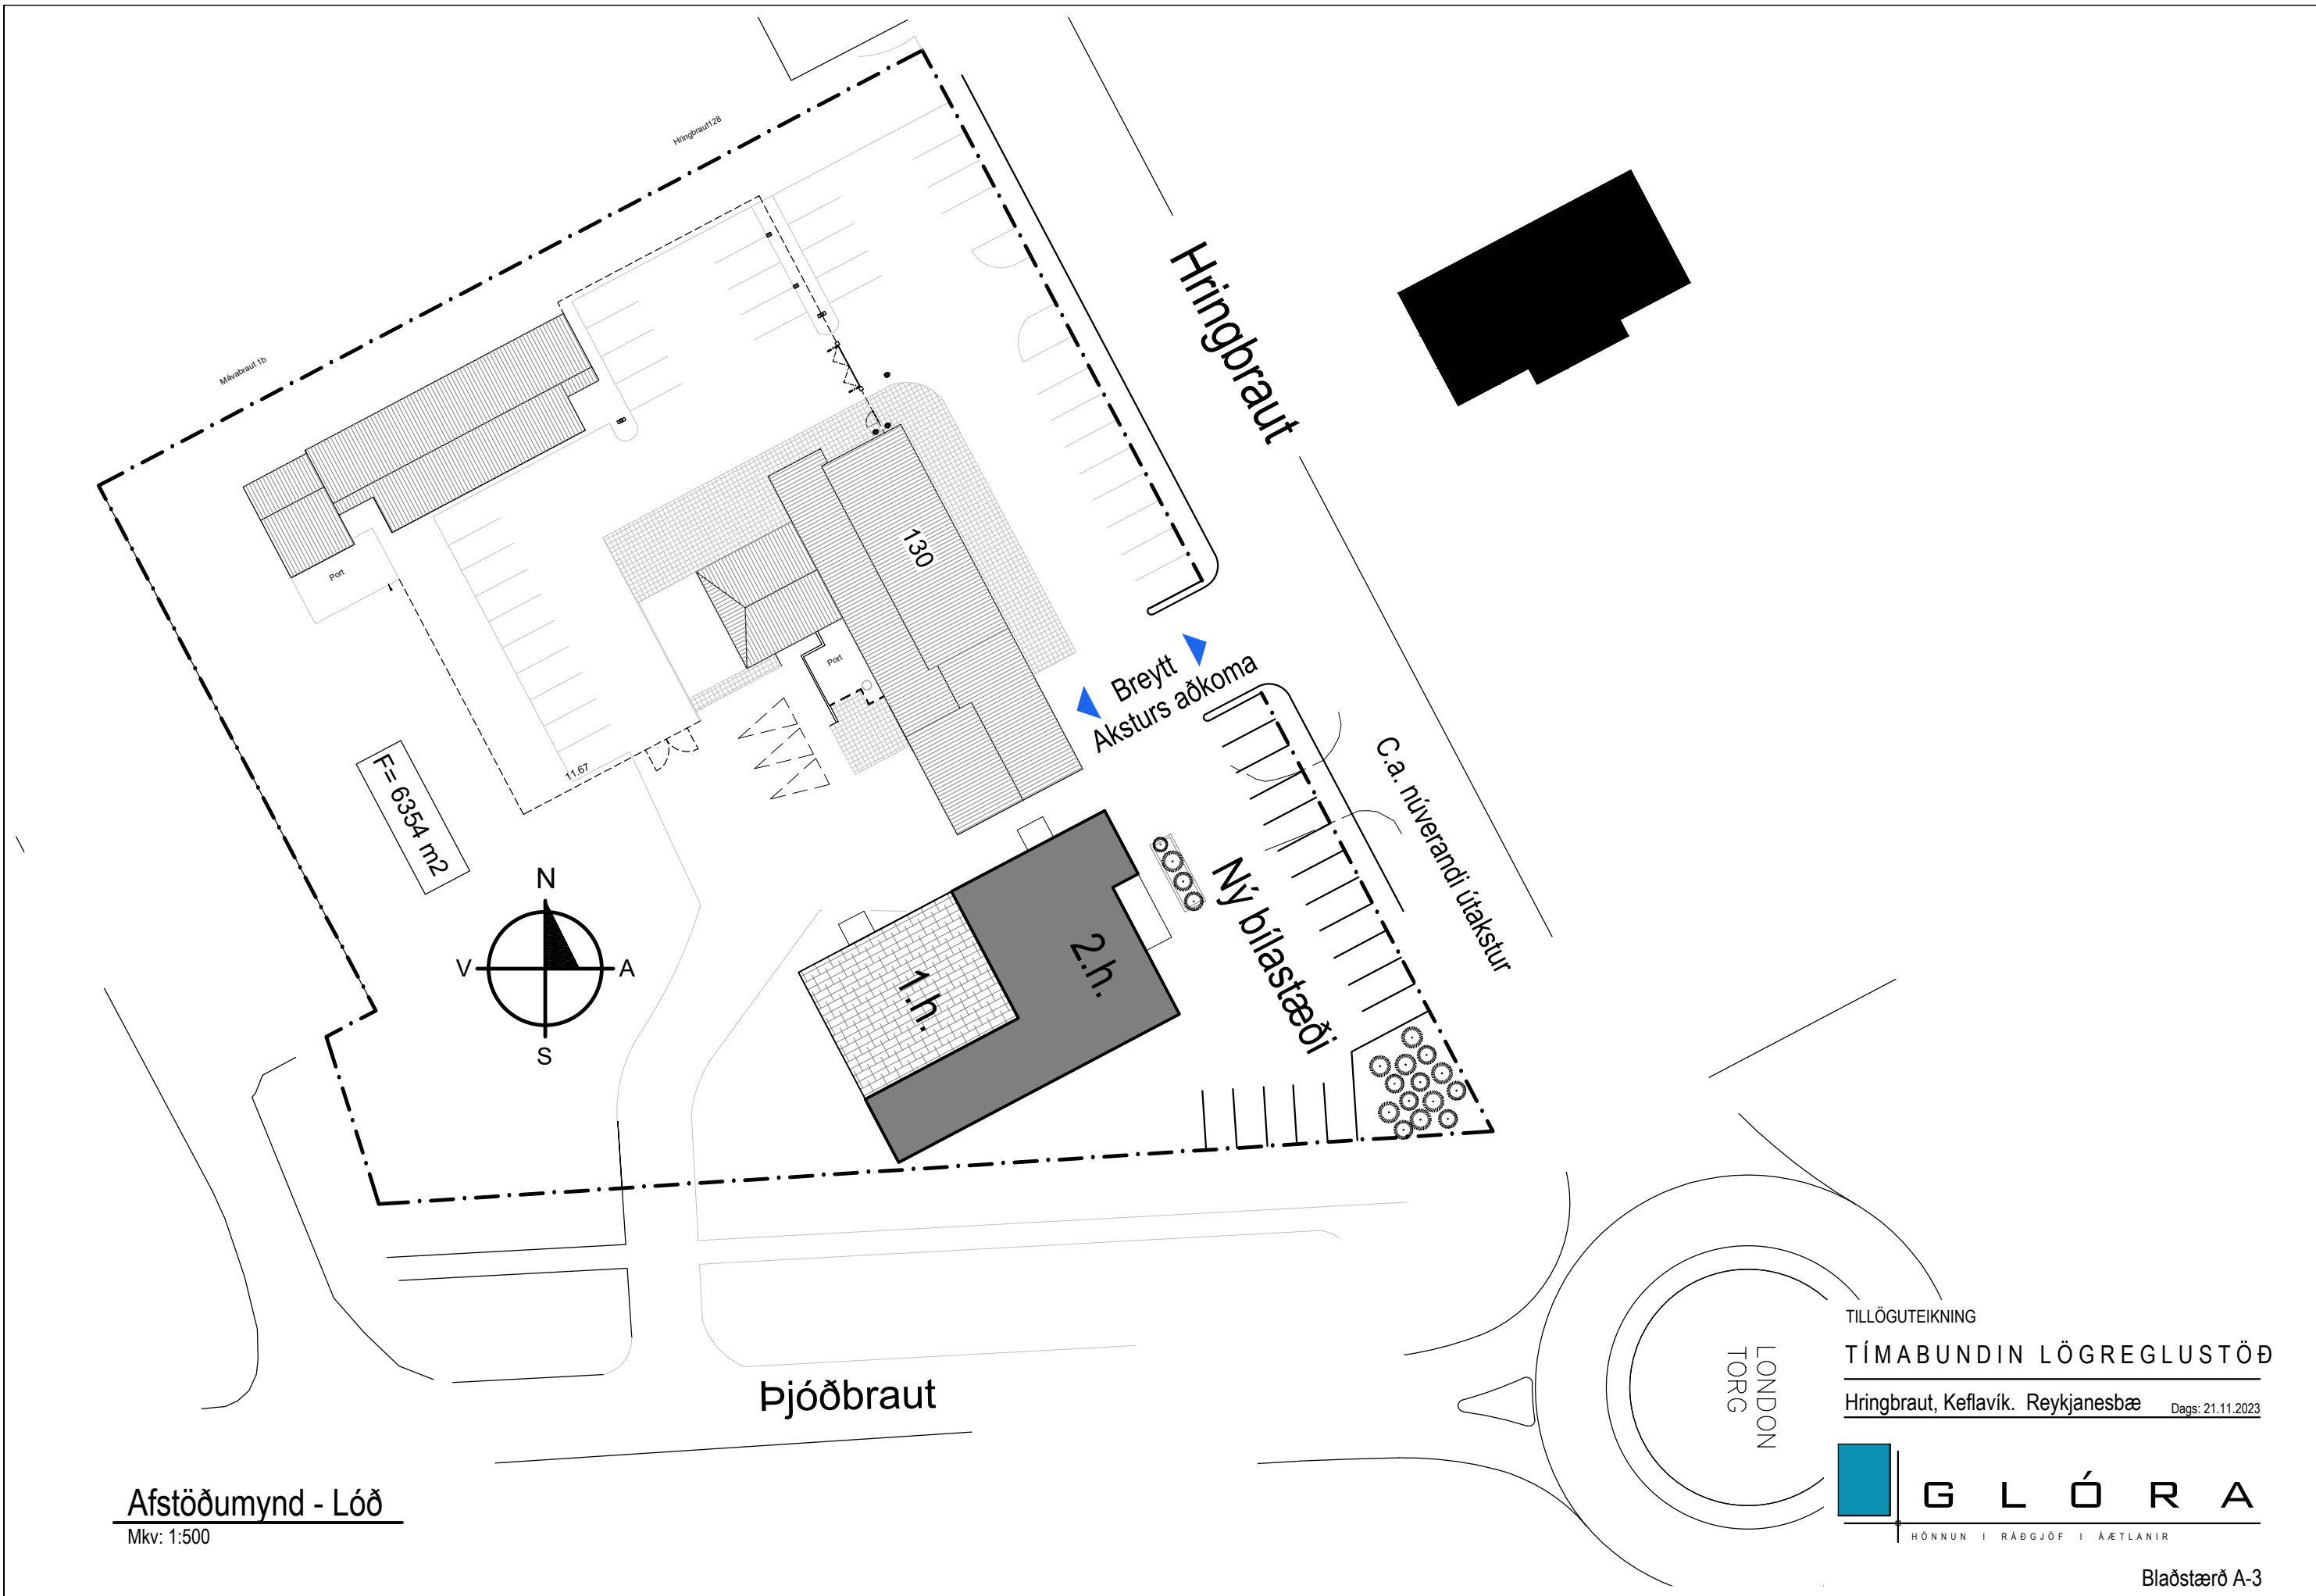 Hringbraut128
Mávabraut 1b
Hringbraut
130
Port
Port
Breytt
Aksturs aðkoma
11.67
F= 6354 m2
C.a. núverandi útakstur
N
V
A
S
Ný bílastæði
2.h.
1.h.
Þjóðbraut
LONDON
TORG
TILLÖGUTEIKNING
TÍMABUNDIN LÖGREGLUSTÖÐ
Hringbraut, Keflavík. Reykjanesbæ Dags: 21.11.2023
GLÓRA
HÖNNUN I RÁÐGJÖF I ÁÆTLANIR
Afstöðumynd - Lóð
Mkv: 1:500
Blaðstærð A-3